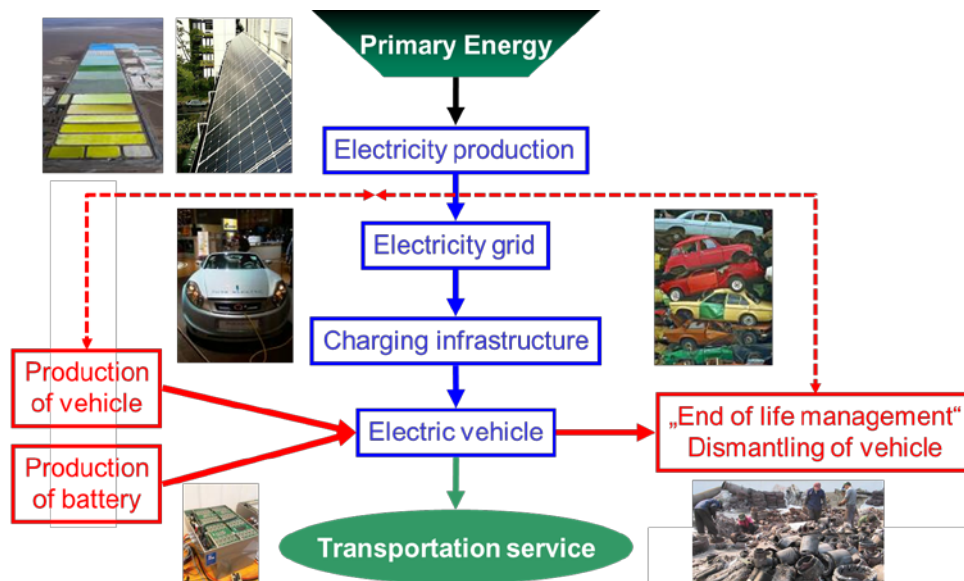 Primary Energy
Electricity production
Electricity grid
Charging infrastructure
Production
of vehicle
Electric vehicle
„End of life management“
Dismantling of vehicle
Production
of battery
Transportation service